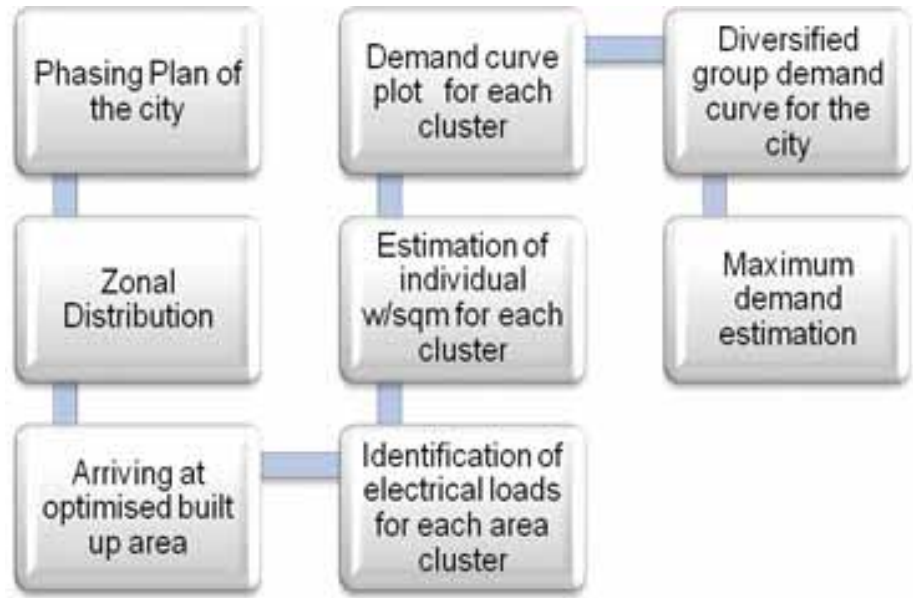 Phasing Plan of
the city
Zonal
Distribution
Arriving at
optimised built
up area
Identification of
electrical loads
for each area
cluster
Estimation of
individual
w/sqm for each
cluster
Demand curve
plot for each
cluster
Diversified
group demand
curve for the
city
Maximum
demand
estimation